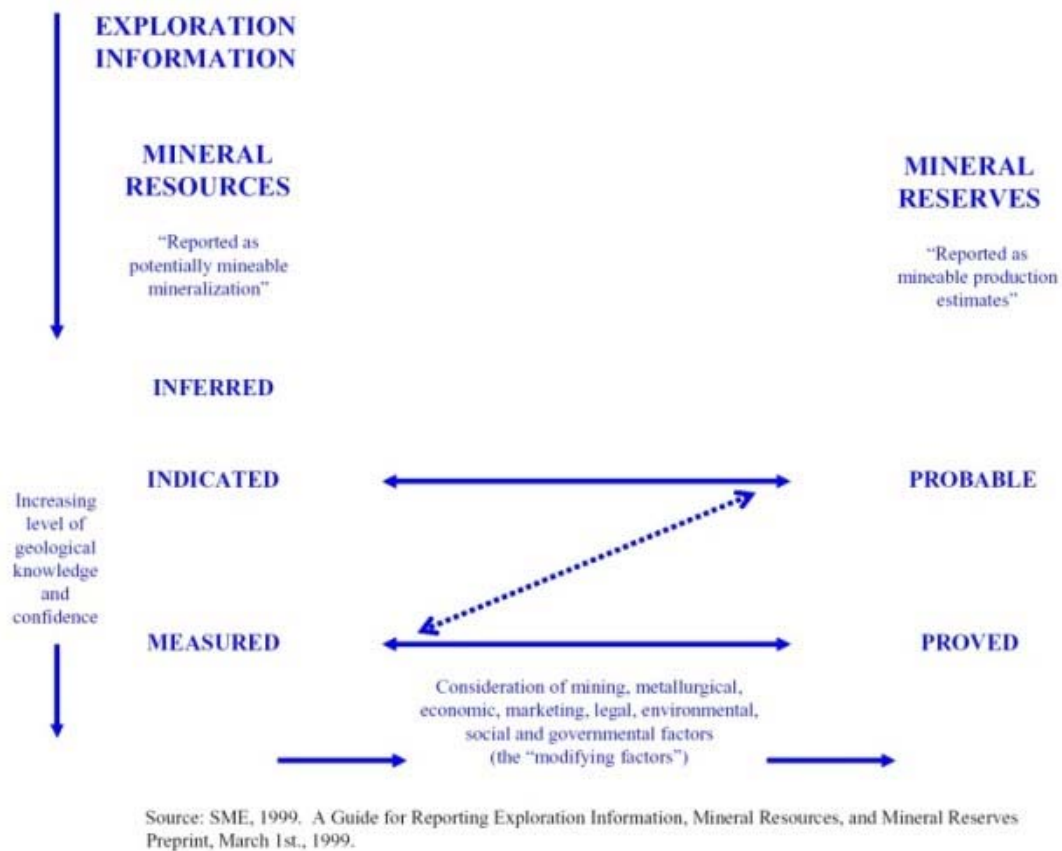 EXPLORATION
INFORMATION
MINERAL
RESOURCES
“Reported as
potentially mineable
mineralization”
MINERAL
RESERVES
“Reported as
mineable production
estimates”
INFERRED
INDICATED
PROBABLE
Increasing
level of
geological
knowledge
and
confidence
MEASURED
PROVED
Consideration of mining, metallurgical,
economic, marketing, legal, environmental,
social and governmental factors
(the “modifying factors”)
Source: SME, 1999. A Guide for Reporting Exploration Information, Mineral Resources, and Mineral Reserves
Preprint, March 1st., 1999.